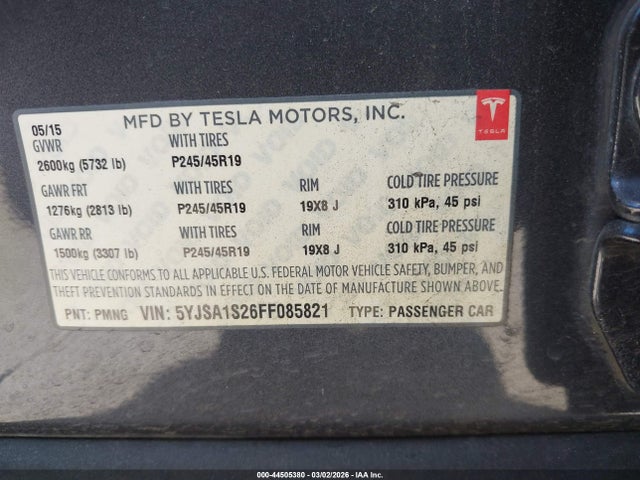 MFD BY TESLA MOTORS, INC.
05/15
GVWR WITH TIRES
2600kg (5732 lb) P245/45R19
GAWR FRT WITH TIRES RIM COLD TIRE PRESSURE
1276kg (2813 lb) P245/45R19 19X8 J 310 kPa, 45 psi
GAWR RR WITH TIRES RIM COLD TIRE PRESSURE
1500kg (3307 lb) P245/45R19 19X8 J 310 kPa, 45 psi
THIS VEHICLE CONFORMS TO ALL APPLICABLE U.S. FEDERAL MOTOR VEHICLE SAFETY, BUMPER, AND
THEFT PREVENTION STANDARDS IN EFFECT ON THE DATE OF MANUFACTURE SHOWN ABOVE.
PNT: PMNG VIN: 5YJSA1S26FF085821 TYPE: PASSENGER CAR
TESLA
000-44505380 - 03/02/2026 - IAA Inc.